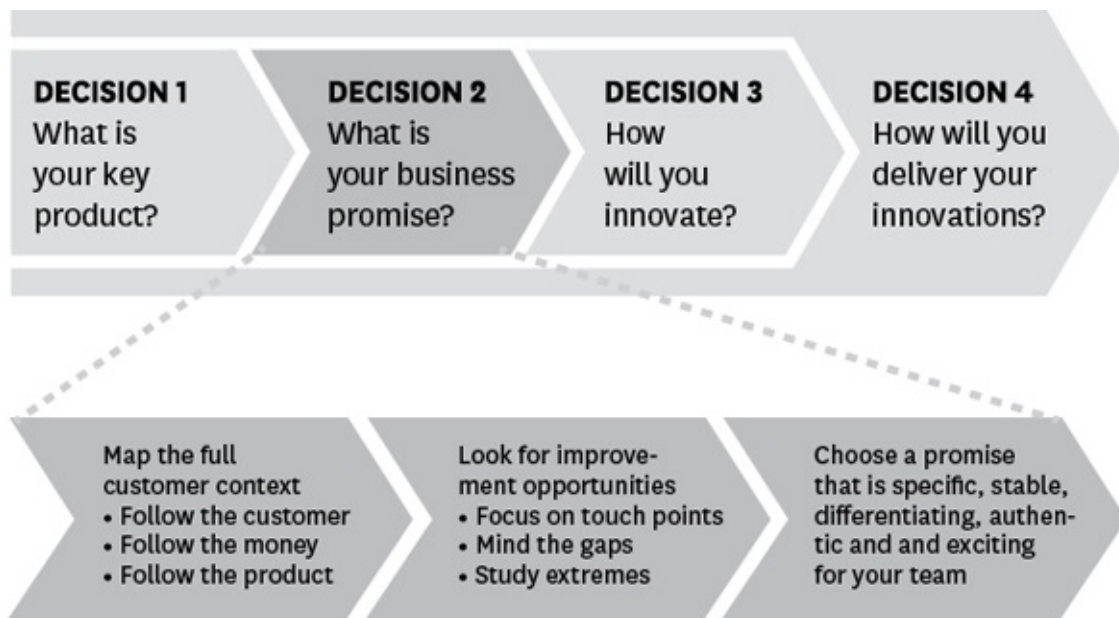 DECISION 1
What is
your key
product?
DECISION 2
What is
your business
promise?
DECISION 3
How
will you
innovate?
DECISION 4
How will you
deliver your
innovations?
Map the full
customer context
• Follow the customer
• Follow the money
• Follow the product
Look for improve-
ment opportunities
• Focus on touch points
• Mind the gaps
• Study extremes
Choose a promise
that is specific, stable,
differentiating, authen-
tic and and exciting
for your team